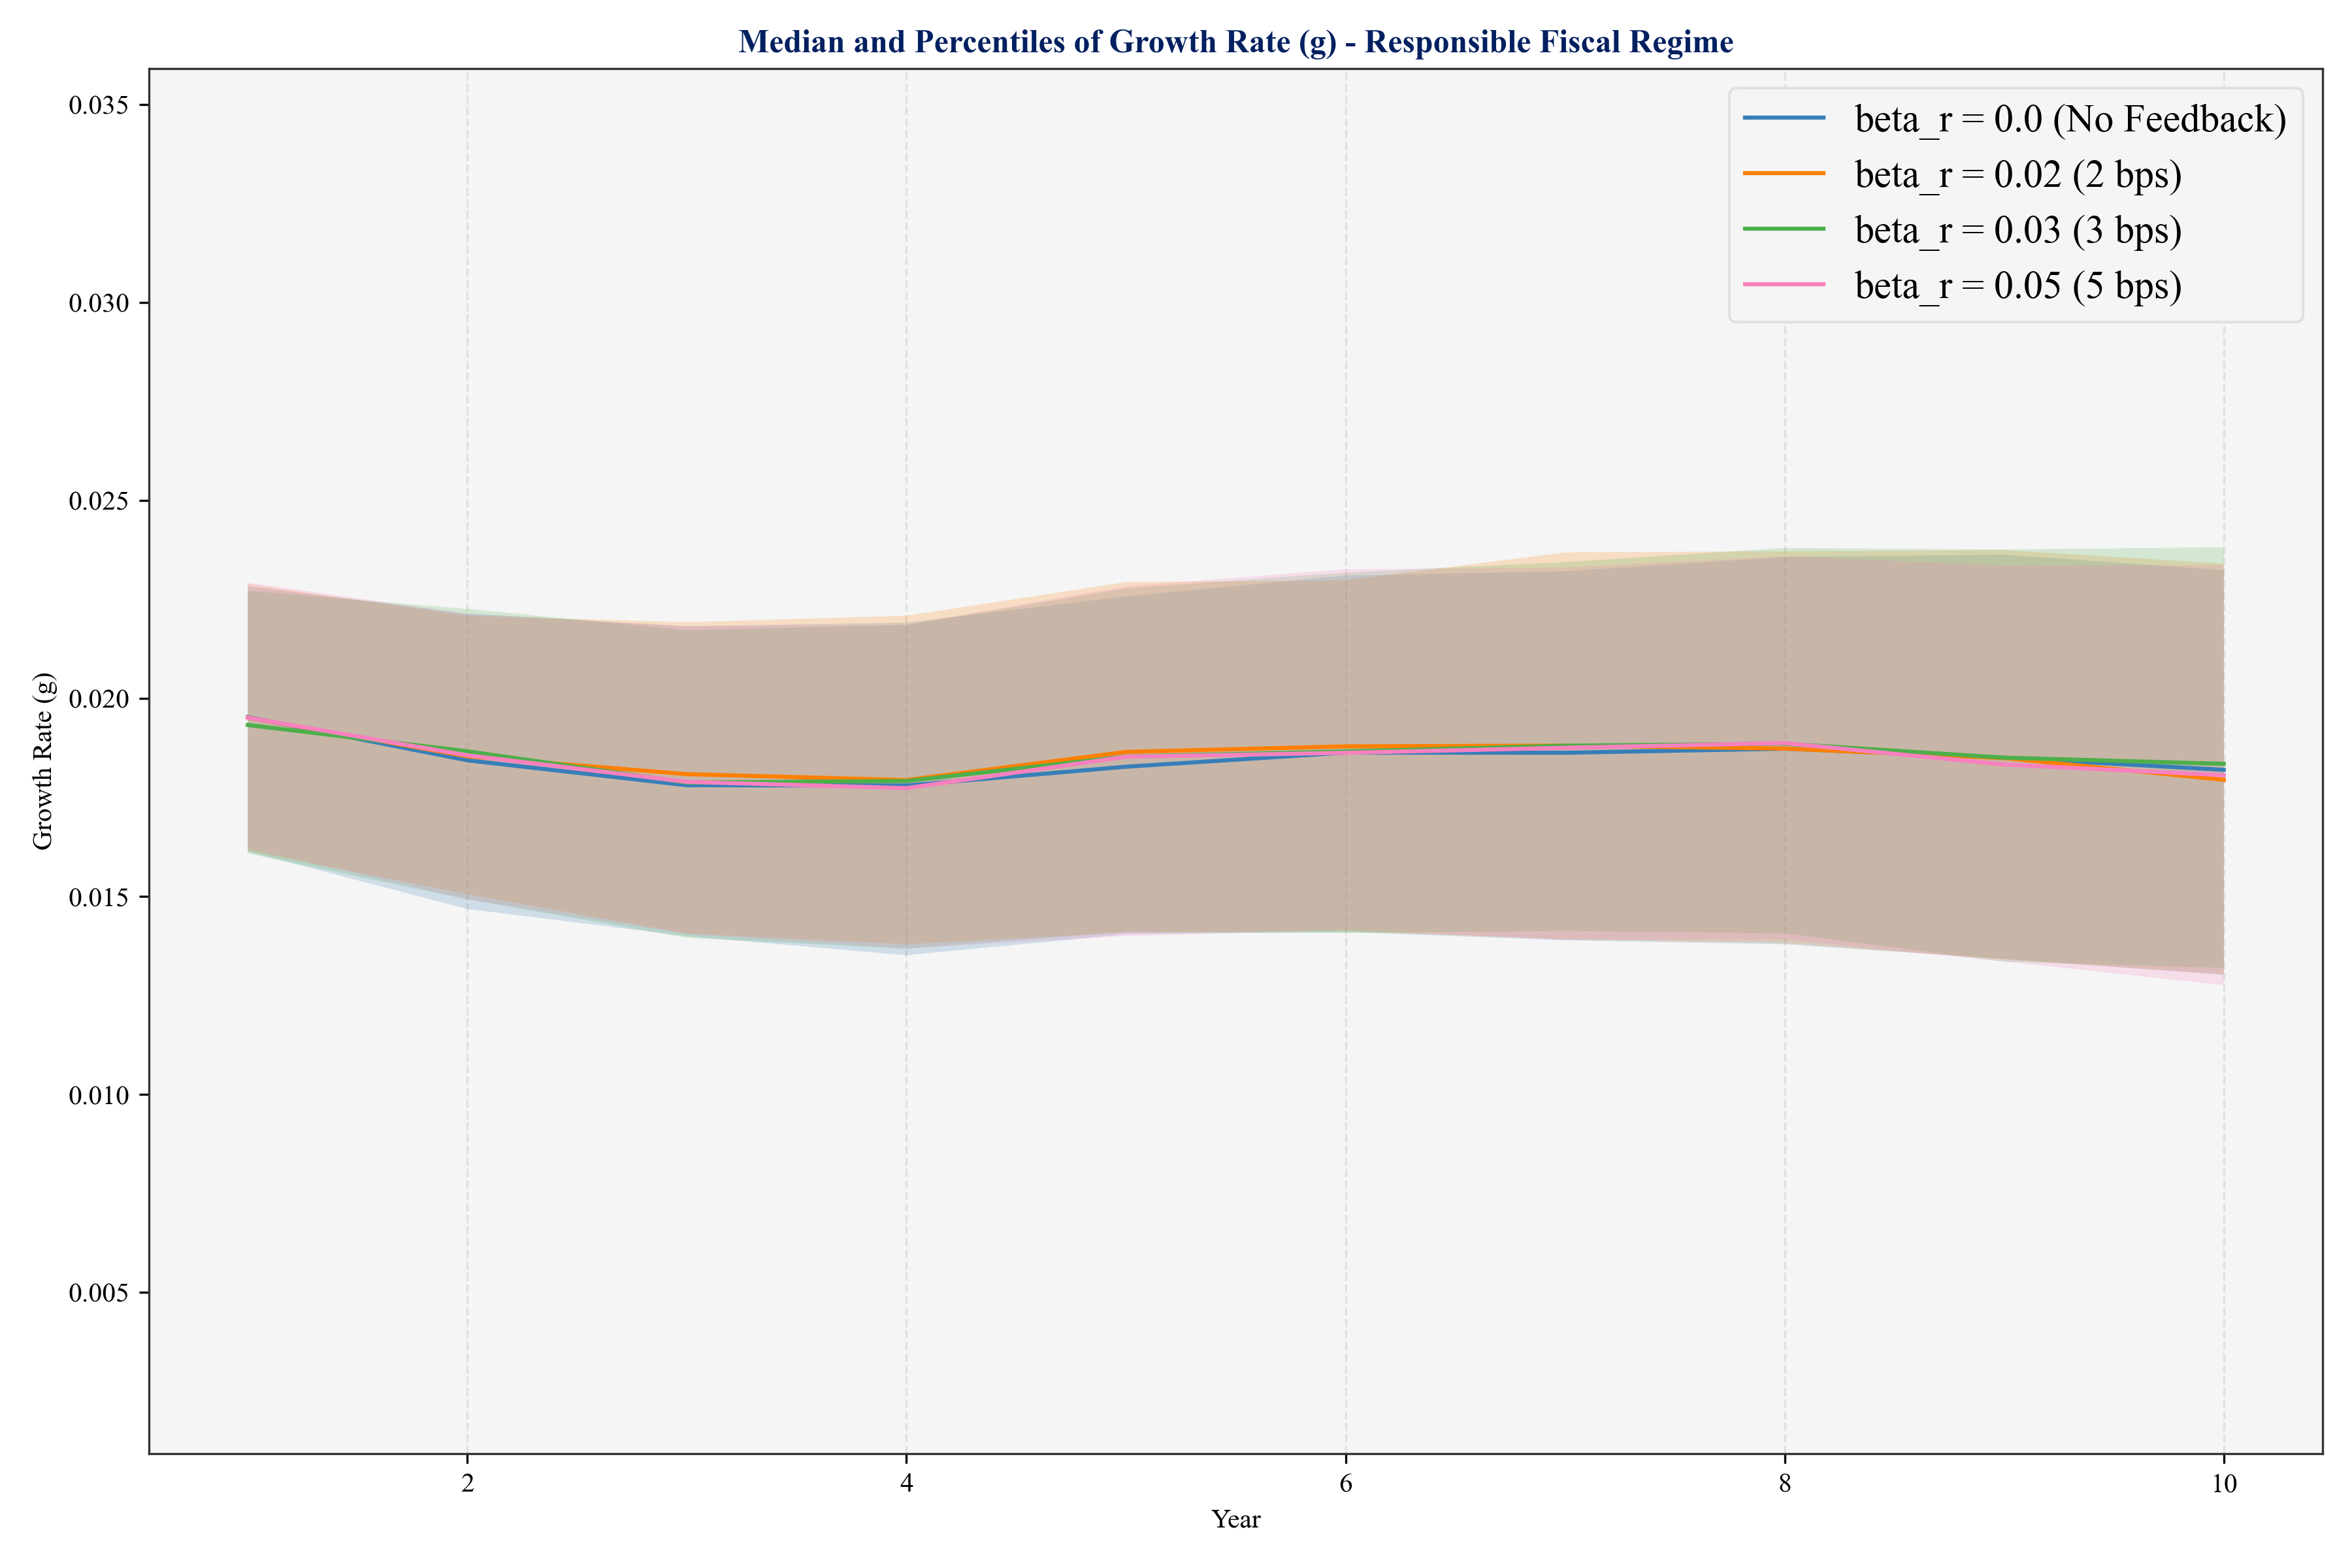 Median and Percentiles of Growth Rate (g) - Responsible Fiscal Regime
beta_r = 0.0 (No Feedback)
beta_r = 0.02 (2 bps)
beta_r = 0.03 (3 bps)
beta_r = 0.05 (5 bps)
Growth Rate (g)
0.035
0.030
0.025
0.020
0.015
0.010
0.005
2
4
6
8
10
Year